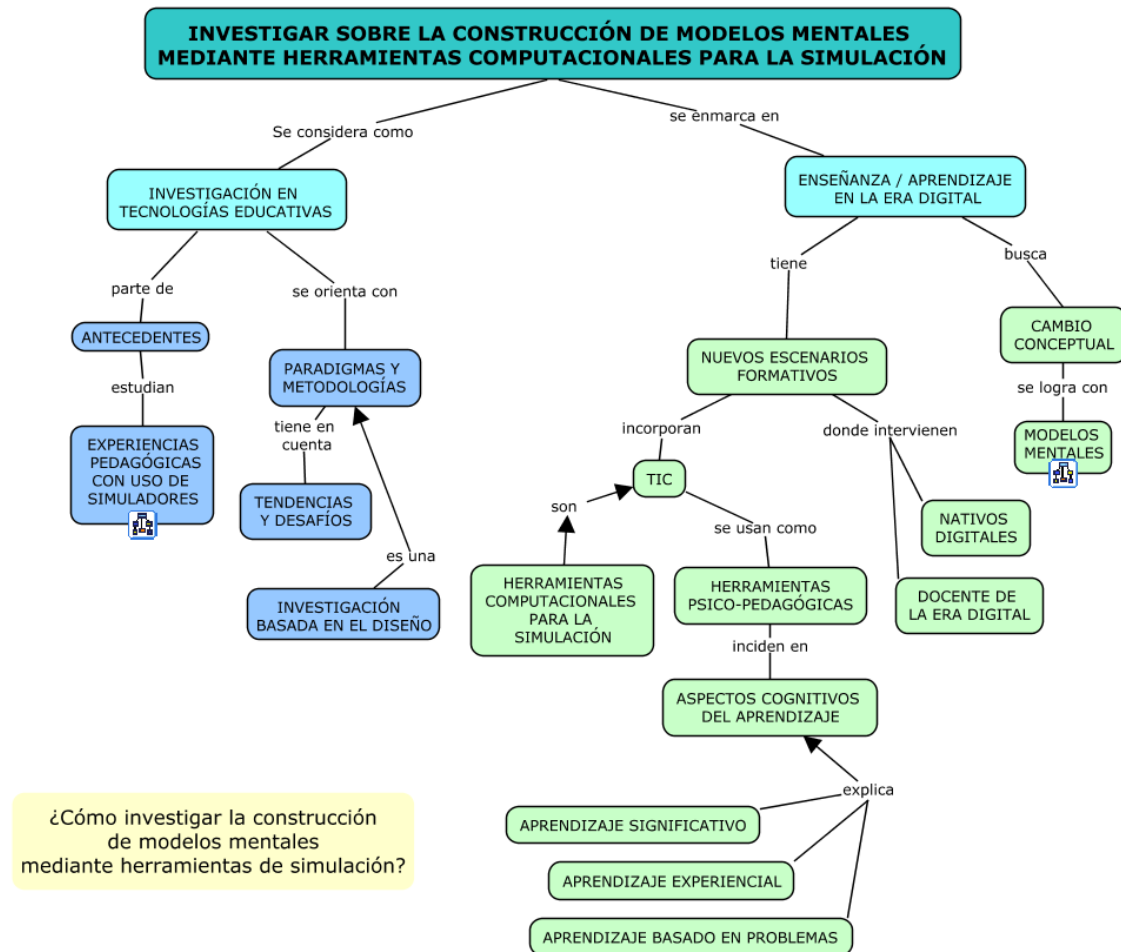 INVESTIGAR SOBRE LA CONSTRUCCIÓN DE MODELOS MENTALES
MEDIANTE HERRAMIENTAS COMPUTACIONALES PARA LA SIMULACIÓN
Se considera como
se enmarca en
INVESTIGACIÓN EN
TECNOLOGÍAS EDUCATIVAS
ENSEÑANZA / APRENDIZAJE
EN LA ERA DIGITAL
parte de
se orienta con
tiene
busca
ANTECEDENTES
PARADIGMAS Y
METODOLOGÍAS
NUEVOS ESCENARIOS
FORMATIVOS
CAMBIO
CONCEPTUAL
estudian
tiene en
cuenta
incorporan
donde intervienen
se logra con
EXPERIENCIAS
PEDAGÓGICAS
CON USO DE
SIMULADORES
TENDENCIAS
Y DESAFÍOS
TIC
MODELOS
MENTALES
son
se usan como
NATIVOS
DIGITALES
es una
INVESTIGACIÓN
BASADA EN EL DISEÑO
HERRAMIENTAS
COMPUTACIONALES
PARA LA
SIMULACIÓN
HERRAMIENTAS
PSICO-PEDAGÓGICAS
DOCENTE DE
LA ERA DIGITAL
inciden en
ASPECTOS COGNITIVOS
DEL APRENDIZAJE
explica
¿Cómo investigar la construcción
de modelos mentales
mediante herramientas de simulación?
APRENDIZAJE SIGNIFICATIVO
APRENDIZAJE EXPERIENCIAL
APRENDIZAJE BASADO EN PROBLEMAS